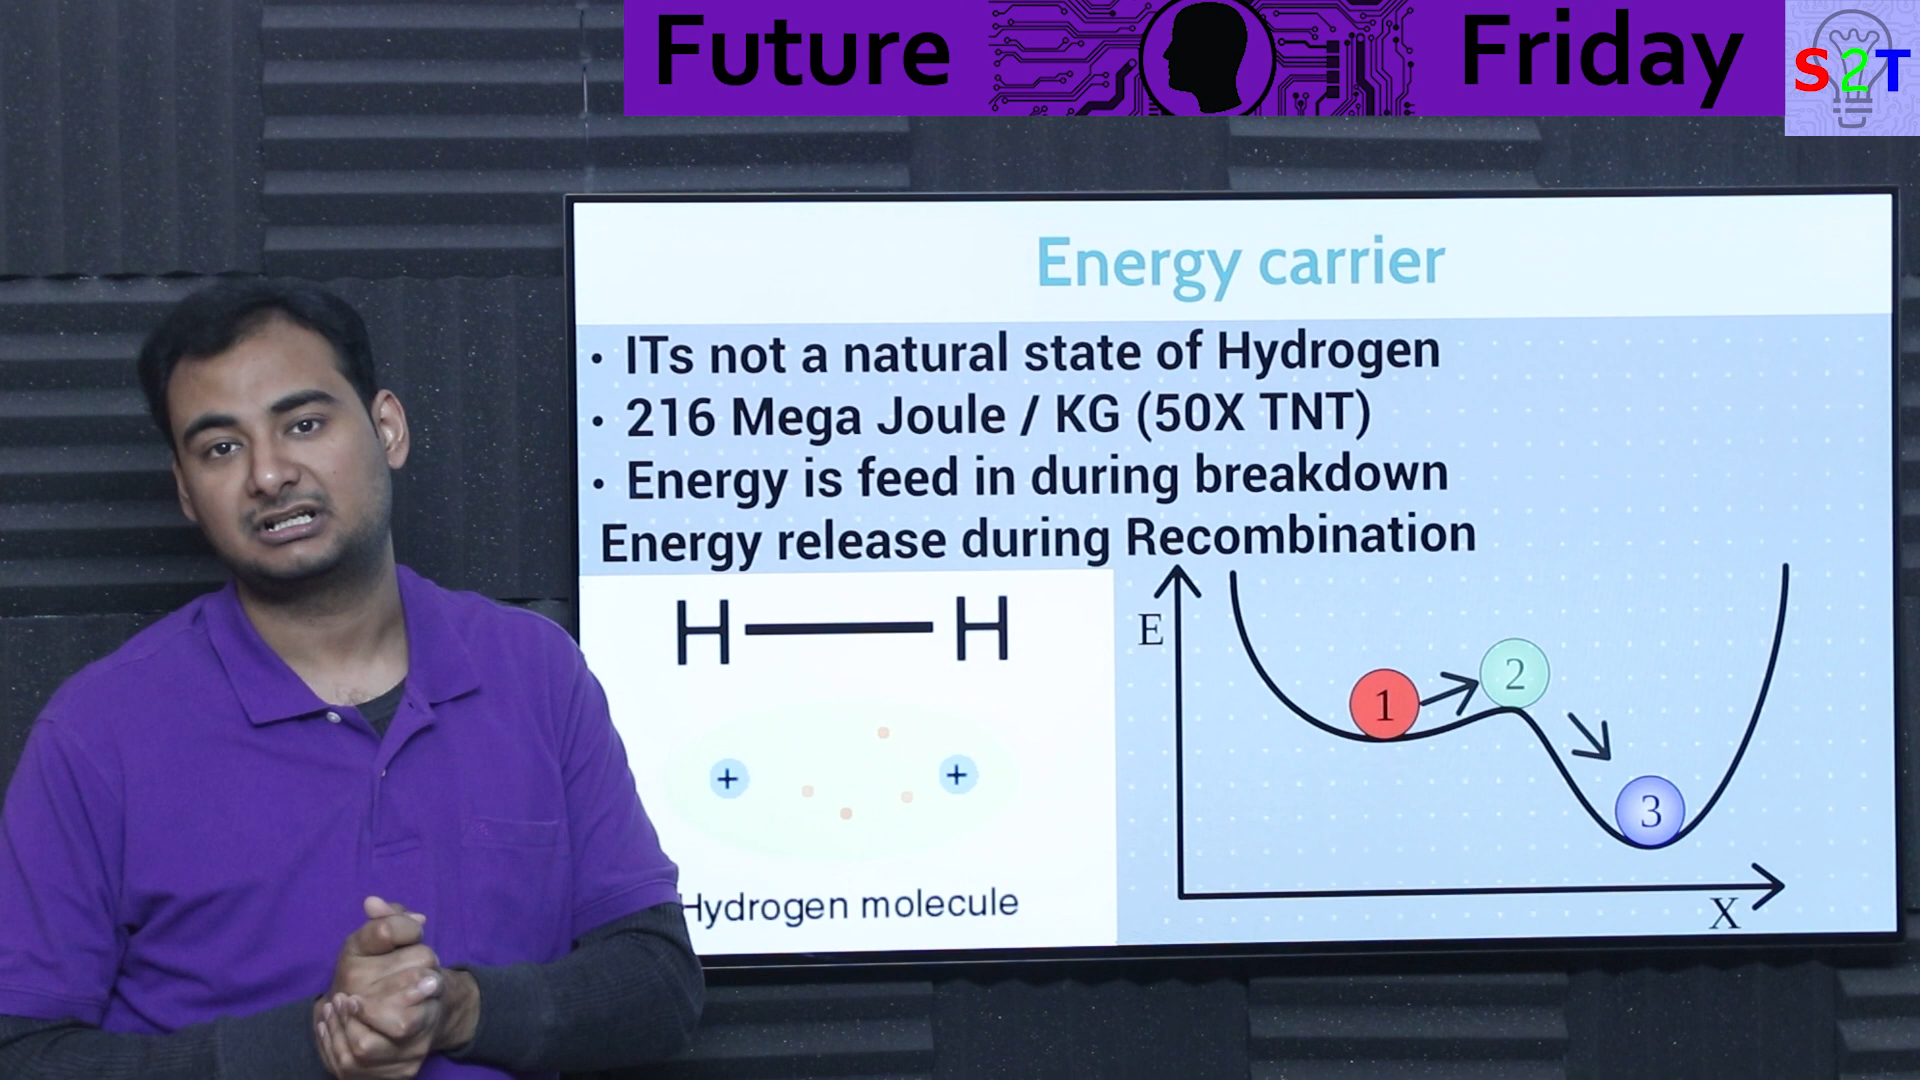 Future Friday
S2T
Energy carrier
• ITs not a natural state of Hydrogen
• 216 Mega Joule / KG (50X TNT)
• Energy is feed in during breakdown
Energy release during Recombination
H H
+ +
Hydrogen molecule
E
1
2
3
X